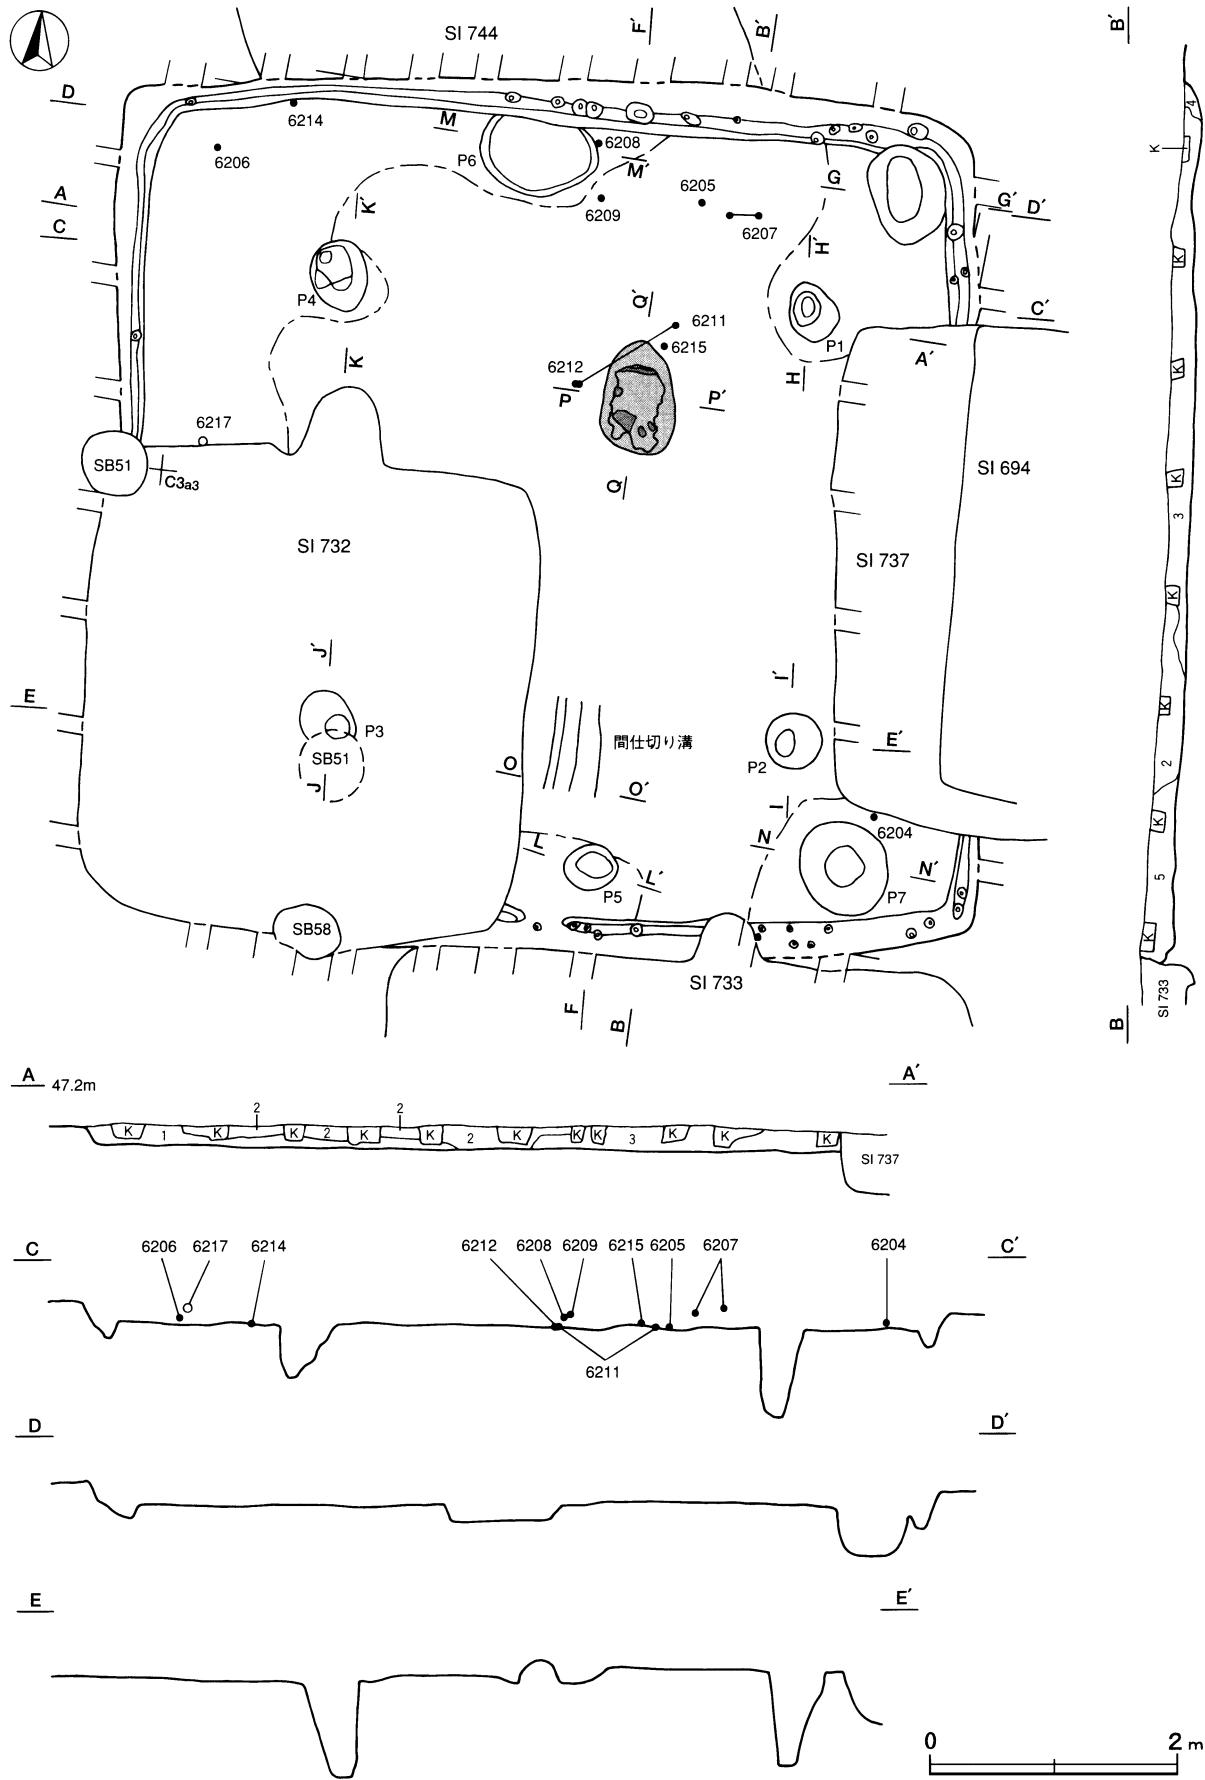 SI 744
F′
B′
B′
D
6214
M
6208
4
K
6206
P6
M′
G
A
K′
6205
G′
D′
C
6209
6207
H′
K
P4
Q′
6211
C′
6215
P1
A′
K
6212
H
K
P
P′
6217
SB51
C3a3
SI 694
Q
K
3
SI 732
SI 737
K
J′
I′
E
K
P3
間仕切り溝
E′
SB51
P2
2
O
J
O′
I
K
6204
L
N
L′
N′
5
P5
P7
SB58
K
SI 733
SI 733
F
B
B
A
47.2m
A′
2
2
K
1
K
K
2
K
K
2
K
K
K
3
K
K
K
SI 737
C
6206
6217
6214
6212
6208
6209
6215
6205
6207
6204
C′
6211
D
D′
E
E′
0
2 m